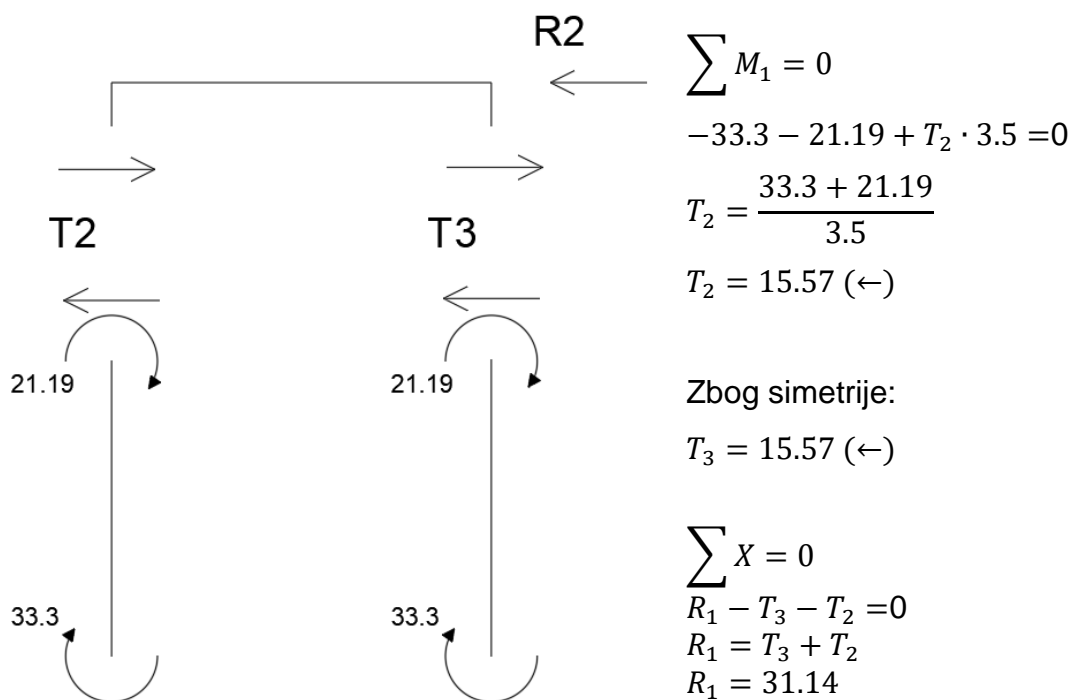 R2
T2
T3
21.19
21.19
33.3
33.3
∑ M₁ = 0
−33.3 − 21.19 + T₂ ∙ 3.5 =0
T₂ = (33.3 + 21.19) / 3.5
T₂ = 15.57 (←)
Zbog simetrije:
T₃ = 15.57 (←)
∑ X = 0
R₁ − T₃ − T₂ =0
R₁ = T₃ + T₂
R₁ = 31.14